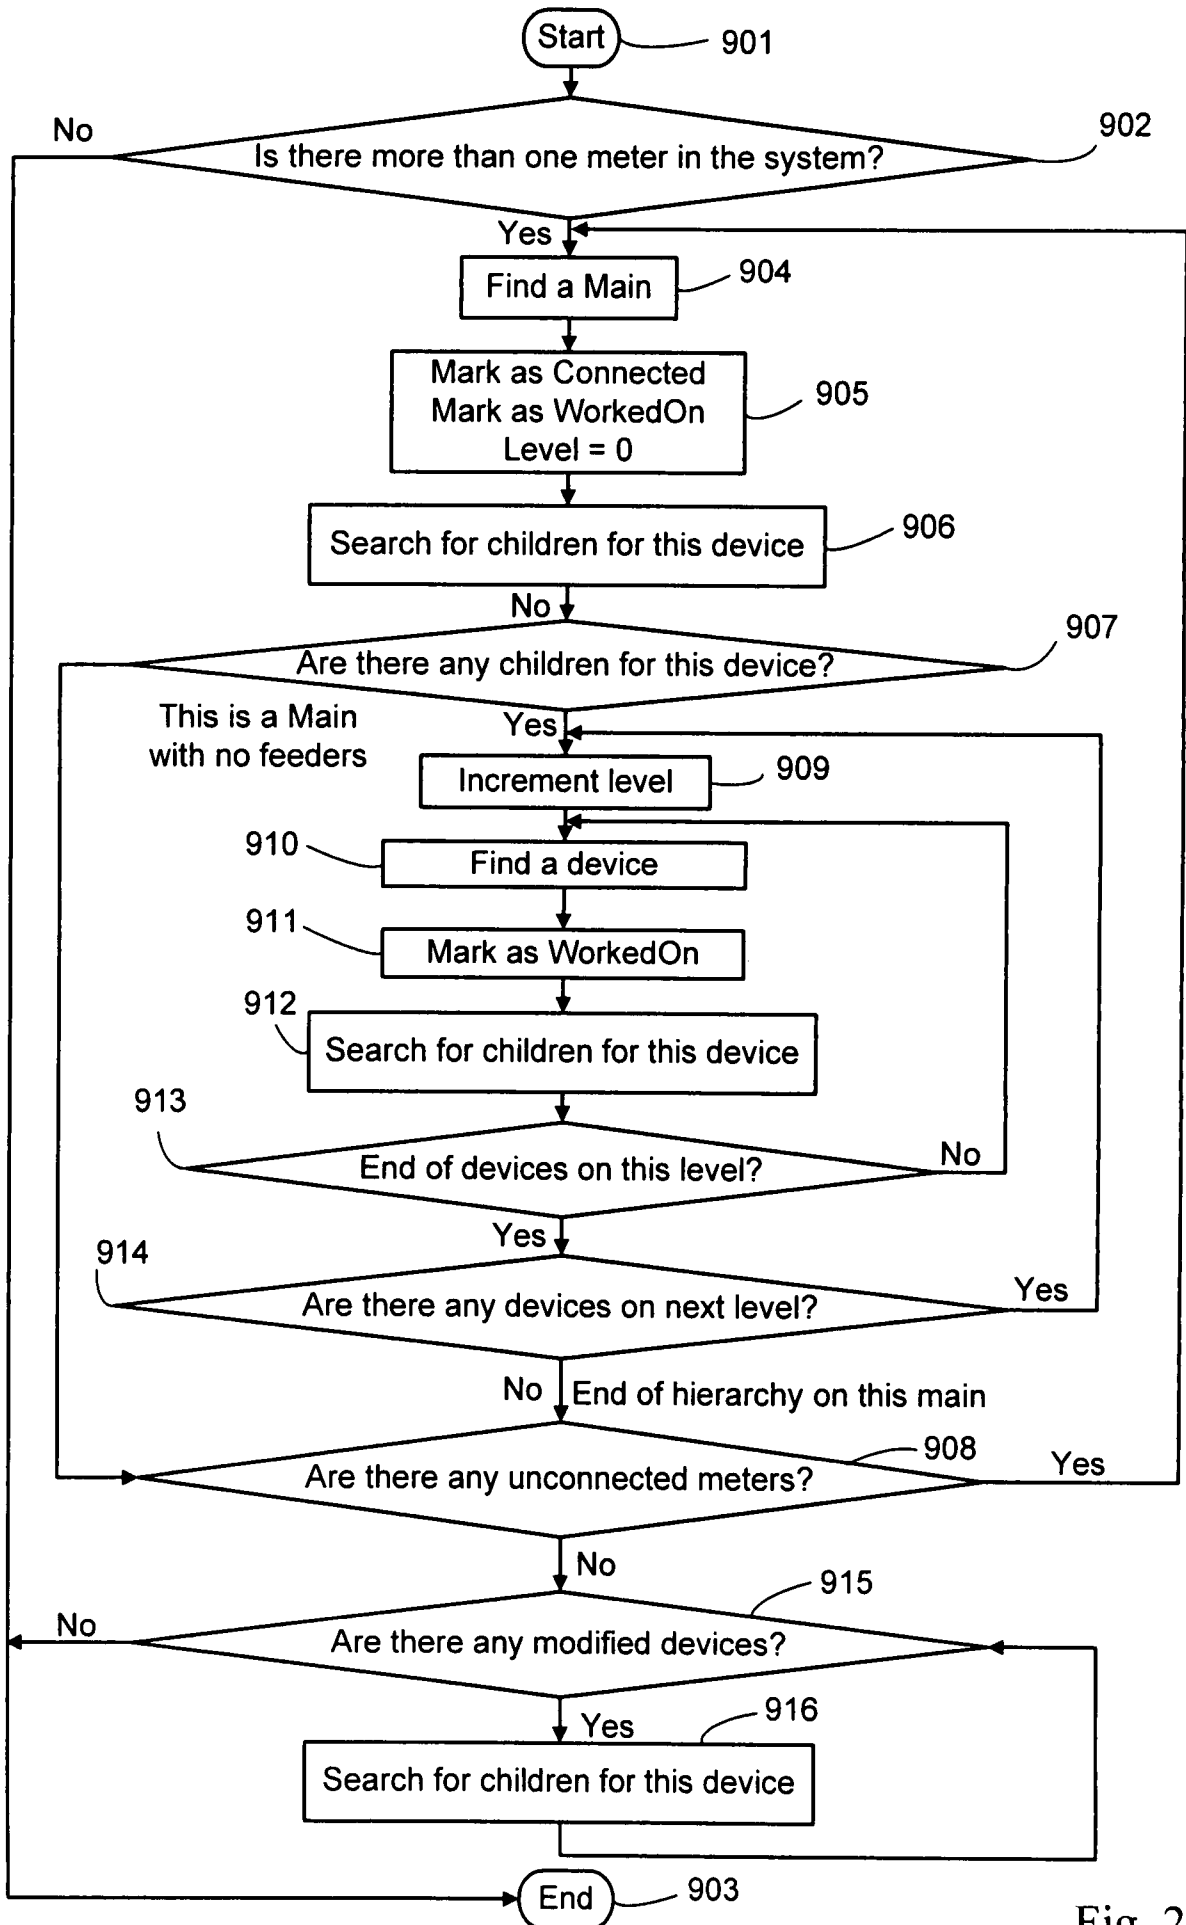 Start
901
No
902
Is there more than one meter in the system?
Yes
904
Find a Main
Mark as Connected
Mark as WorkedOn
Level = 0
905
906
Search for children for this device
No
907
Are there any children for this device?
This is a Main
with no feeders
Yes
909
Increment level
910
Find a device
911
Mark as WorkedOn
912
Search for children for this device
913
End of devices on this level?
No
Yes
914
Are there any devices on next level?
Yes
No
End of hierarchy on this main
908
Are there any unconnected meters?
Yes
No
915
No
Are there any modified devices?
916
Yes
Search for children for this device
End
903
Fig. 2